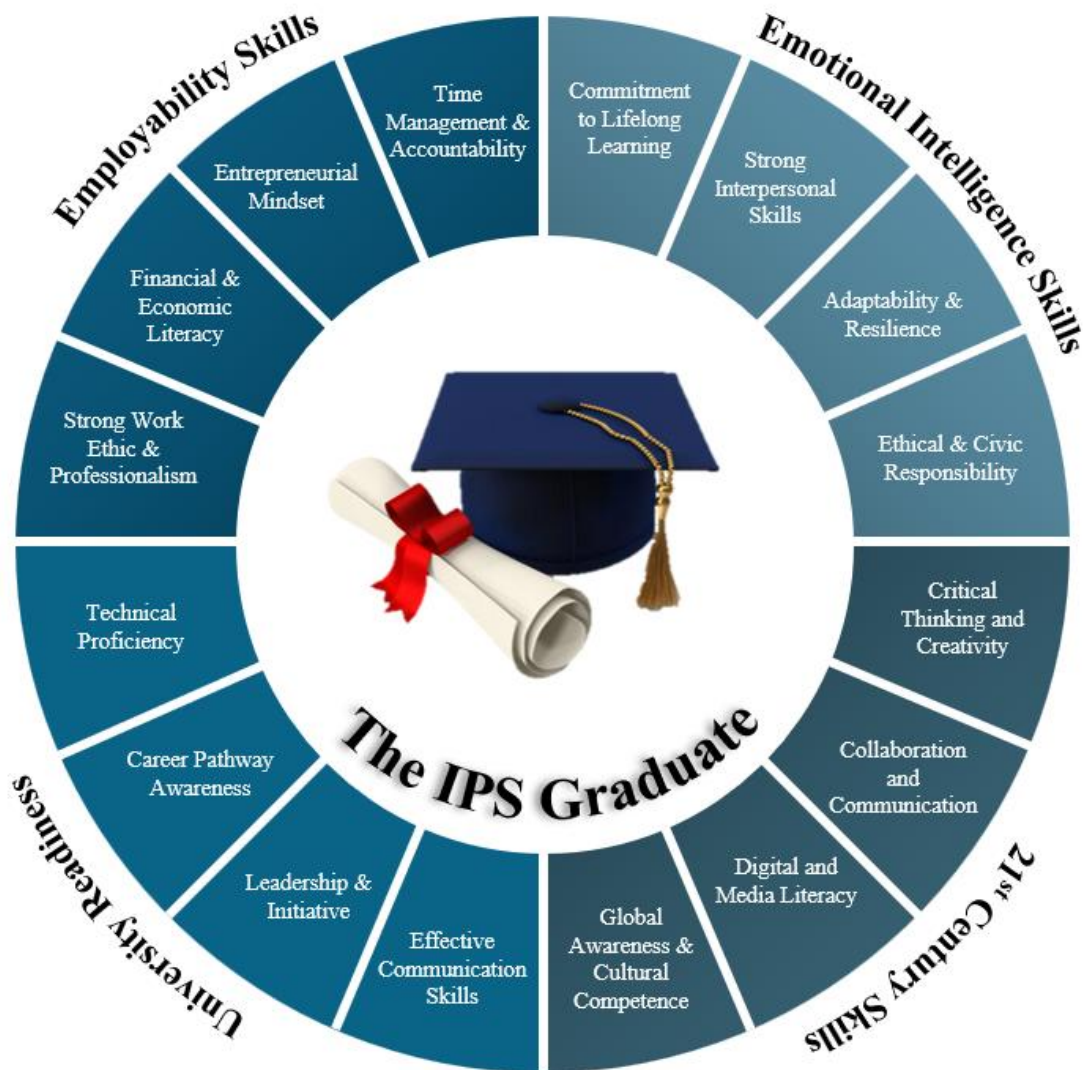 Employability Skills
Time
Management &
Accountability
Entrepreneurial
Mindset
Financial &
Economic
Literacy
Strong Work
Ethic &
Professionalism
Emotional Intelligence Skills
Commitment
to Lifelong
Learning
Strong
Interpersonal
Skills
Adaptability &
Resilience
Ethical & Civic
Responsibility
The IPS Graduate
University Readiness
Technical
Proficiency
Career Pathway
Awareness
Leadership &
Initiative
Effective
Communication
Skills
21st Century Skills
Critical
Thinking and
Creativity
Collaboration
and
Communication
Digital and
Media Literacy
Global
Awareness &
Cultural
Competence